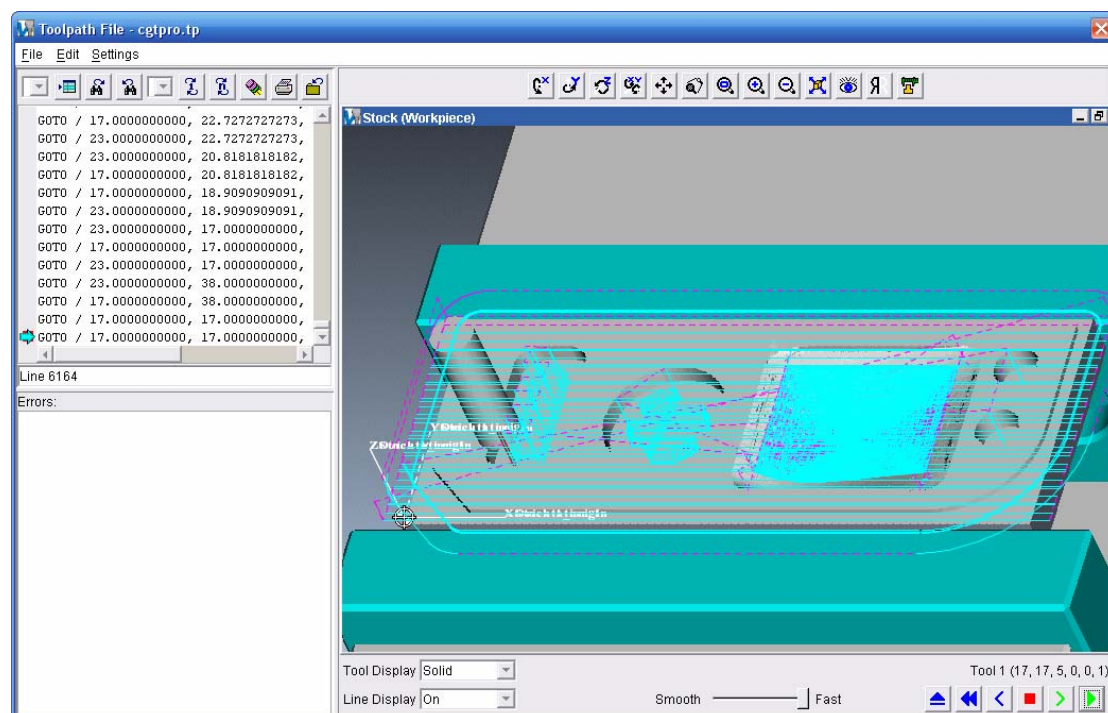 Toolpath File - cgtpro.tp
File Edit Settings
GOTO / 17.0000000000, 22.7272727273,
GOTO / 23.0000000000, 22.7272727273,
GOTO / 23.0000000000, 20.8181818182,
GOTO / 17.0000000000, 20.8181818182,
GOTO / 17.0000000000, 18.9090909091,
GOTO / 23.0000000000, 18.9090909091,
GOTO / 23.0000000000, 17.0000000000,
GOTO / 17.0000000000, 17.0000000000,
GOTO / 23.0000000000, 17.0000000000,
GOTO / 23.0000000000, 38.0000000000,
GOTO / 17.0000000000, 38.0000000000,
GOTO / 17.0000000000, 17.0000000000,
GOTO / 17.0000000000, 17.0000000000,
Line 6164
Errors:
Stock (Workpiece)
Tool Display Solid
Line Display On
Smooth Fast
Tool 1 (17, 17, 5, 0, 0, 1)